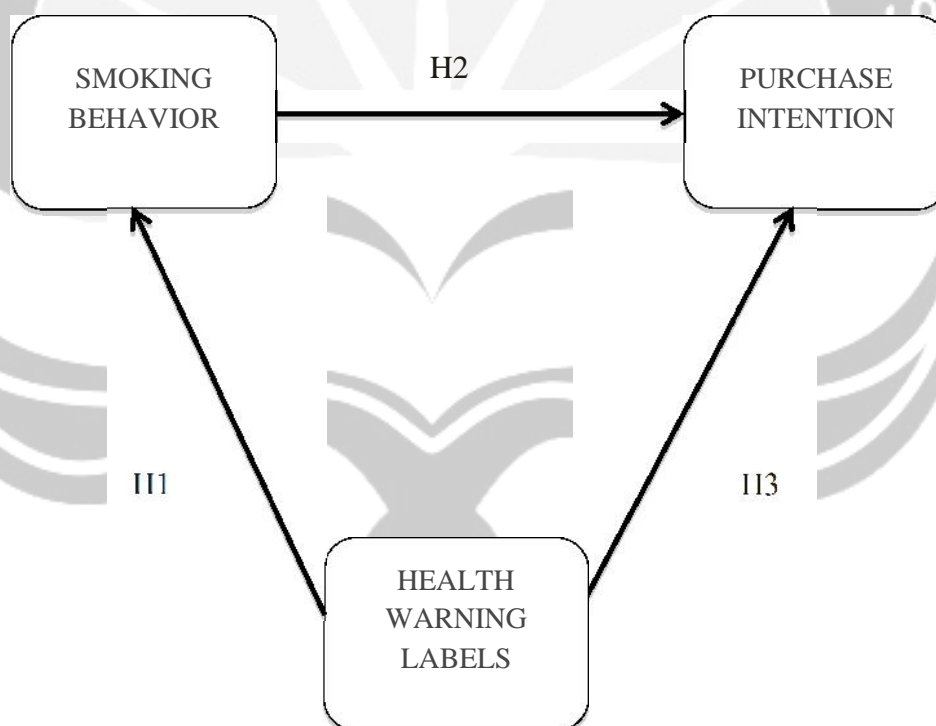 SMOKING
BEHAVIOR
H2
PURCHASE
INTENTION
H1
H3
HEALTH
WARNING
LABELS